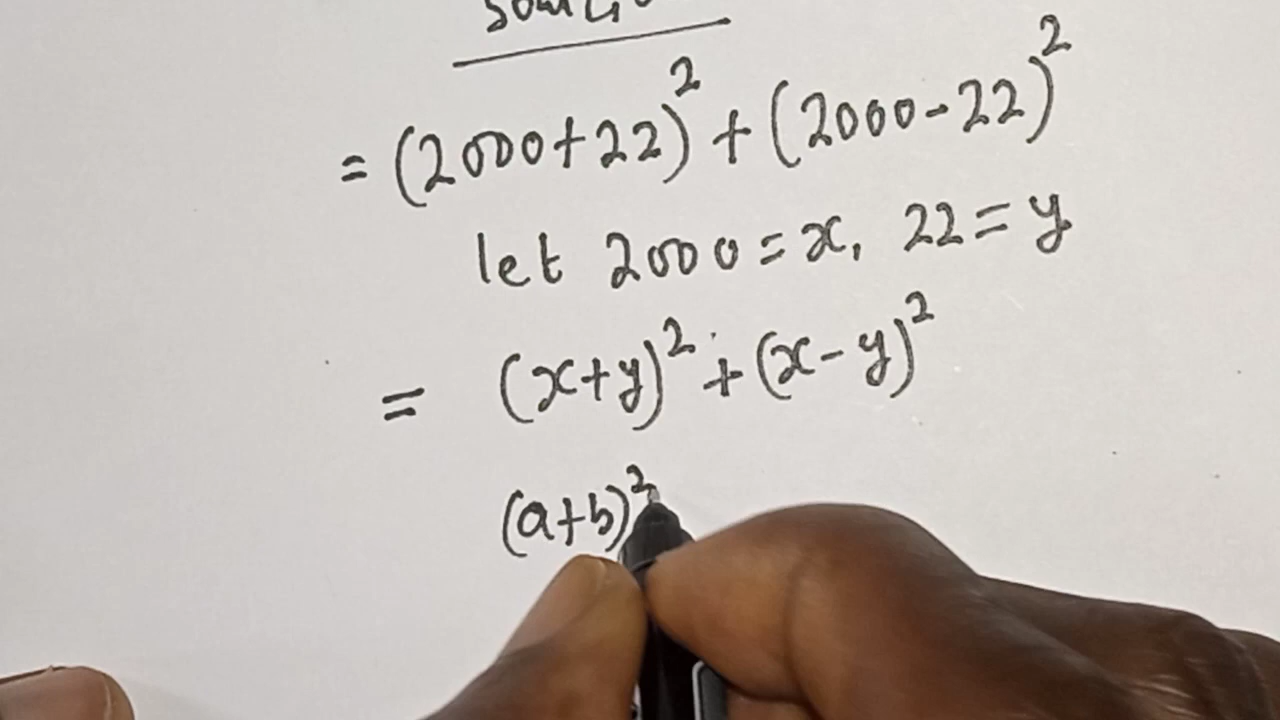 = (2000+22)² + (2000-22)²
let 2000 = x, 22 = y
= (x+y)² + (x-y)²
(a+b)²